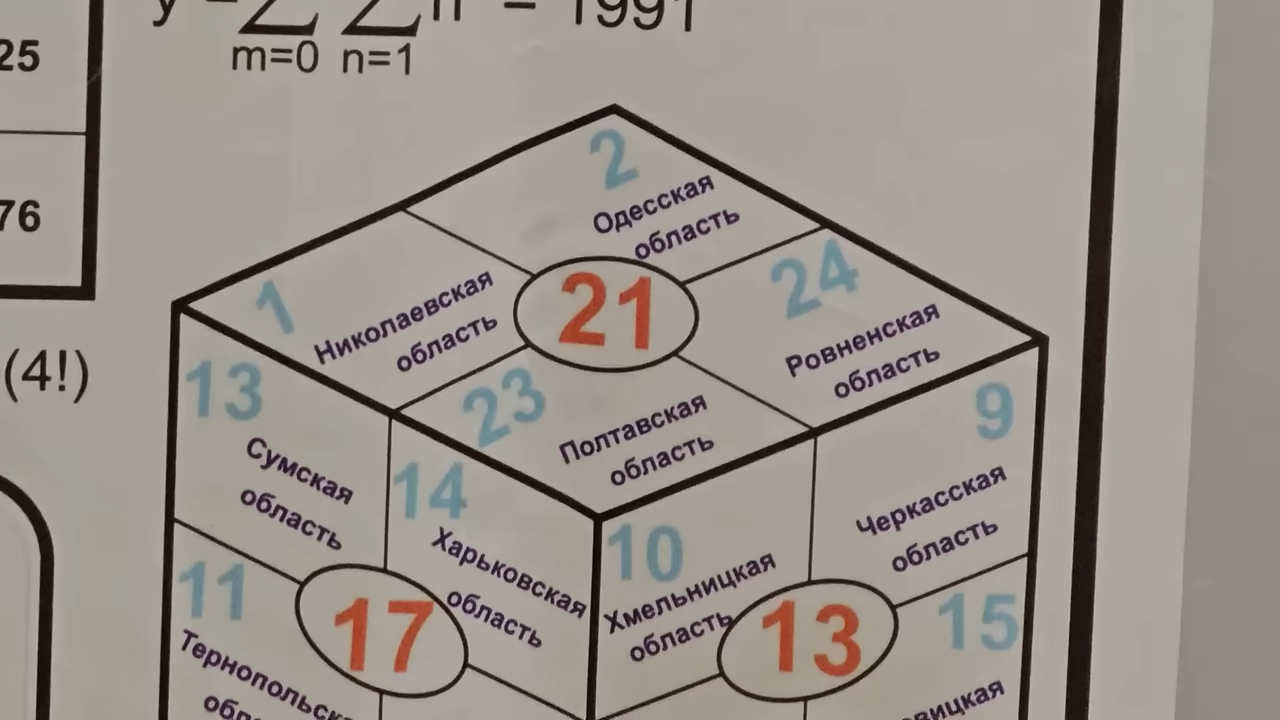 m=0 n=1
= 1991
25
76
(4!)
2
Одесская
область
1
Николаевская
область
21
24
Ровненская
область
23
Полтавская
область
13
Сумская
область
14
Харьковская
область
9
Черкасская
область
10
Хмельницкая
область
11
17
13
15
Тернопольск